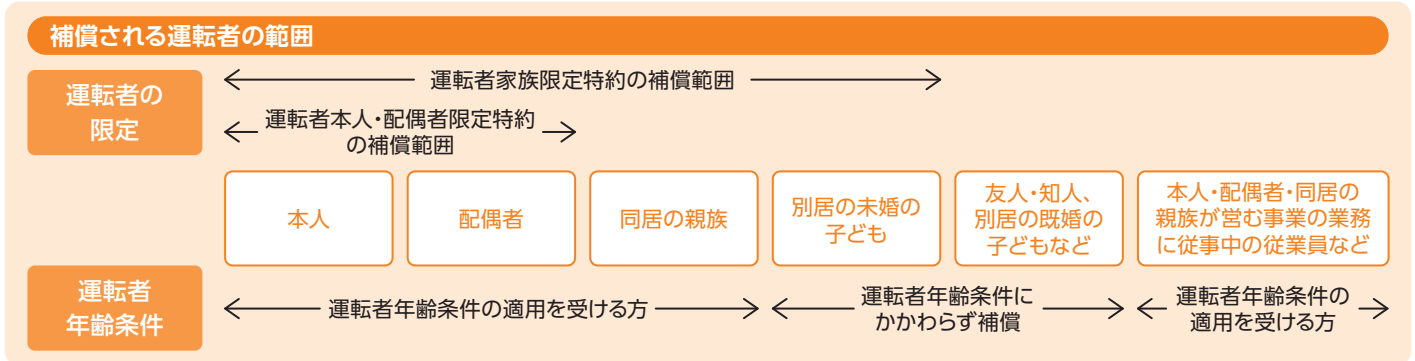 補償される運転者の範囲
運転者の
限定
運転者家族限定特約の補償範囲
運転者本人・配偶者限定特約
の補償範囲
本人
配偶者
同居の親族
別居の未婚の
子ども
友人・知人、
別居の既婚の
子どもなど
本人・配偶者・同居の
親族が営む事業の業務
に従事中の従業員など
運転者
年齢条件
運転者年齢条件の適用を受ける方
運転者年齢条件に
かかわらず補償
運転者年齢条件の
適用を受ける方